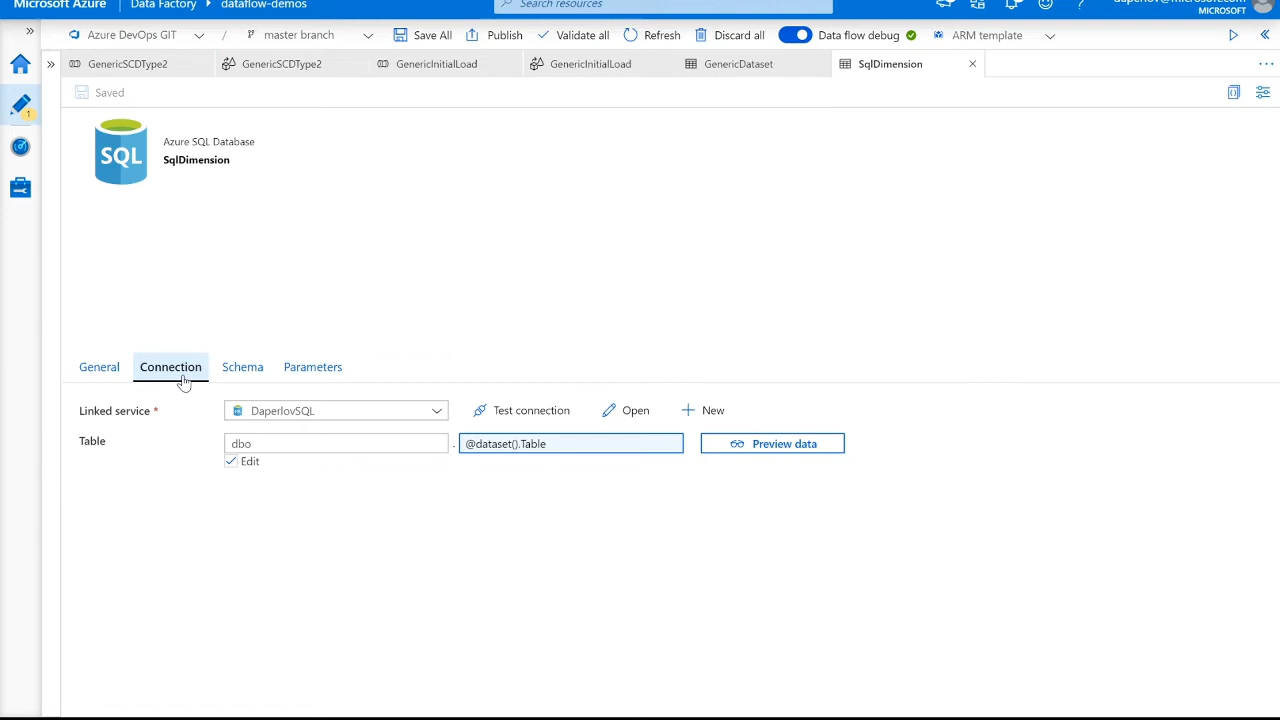 Microsoft Azure | Data Factory dataflow-demos Search resources
MICROSOFT
Azure DevOps GIT / master branch Save All Publish Validate all Refresh Discard all Data flow debug ARM template
GenericSCDType2 GenericSCDType2 GenericInitialLoad GenericInitialLoad GenericDataset SqlDimension
1
Saved
SQL
Azure SQL Database
SqlDimension
General Connection Schema Parameters
Linked service * DaperlovSQL Test connection Open New
Table dbo . @dataset().Table Preview data
Edit